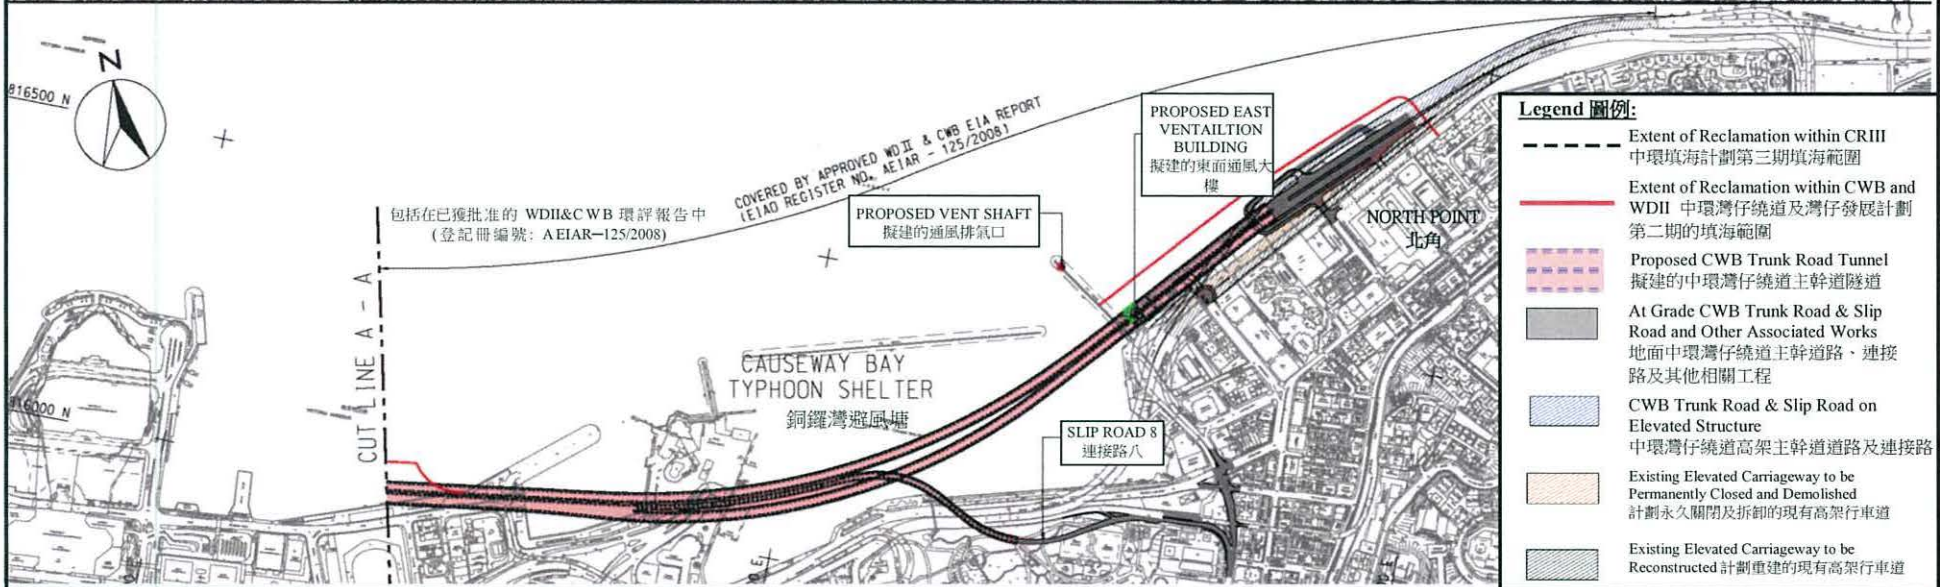 N
816500 N
包括在已獲批准的 WDII&CWB 環評報告中
(登記冊編號: AEIAR—125/2008)
COVERED BY APPROVED WDII & CWB EIA REPORT
(EIAO REGISTER NO. AEIAR - 125/2008)
PROPOSED VENT SHAFT
擬建的通風排氣口
PROPOSED EAST
VENTAILTION
BUILDING
擬建的東面通風大
樓
NORTH POINT
北角
CUT LINE A - A
816000 N
CAUSEWAY BAY
TYPHOON SHELTER
銅鑼灣避風塘
SLIP ROAD 8
連接路八
Legend 圖例:
Extent of Reclamation within CRIII
中環填海計劃第三期填海範圍
Extent of Reclamation within CWB and
WDII 中環灣仔繞道及灣仔發展計劃
第二期的填海範圍
Proposed CWB Trunk Road Tunnel
擬建的中環灣仔繞道主幹道隧道
At Grade CWB Trunk Road & Slip
Road and Other Associated Works
地面中環灣仔繞道主幹道路、連接
路及其他相關工程
CWB Trunk Road & Slip Road on
Elevated Structure
中環灣仔繞道高架主幹道道路及連接路
Existing Elevated Carriageway to be
Permanently Closed and Demolished
計劃永久關閉及拆卸的現有高架行車道
Existing Elevated Carriageway to be
Reconstructed 計劃重建的現有高架行車道